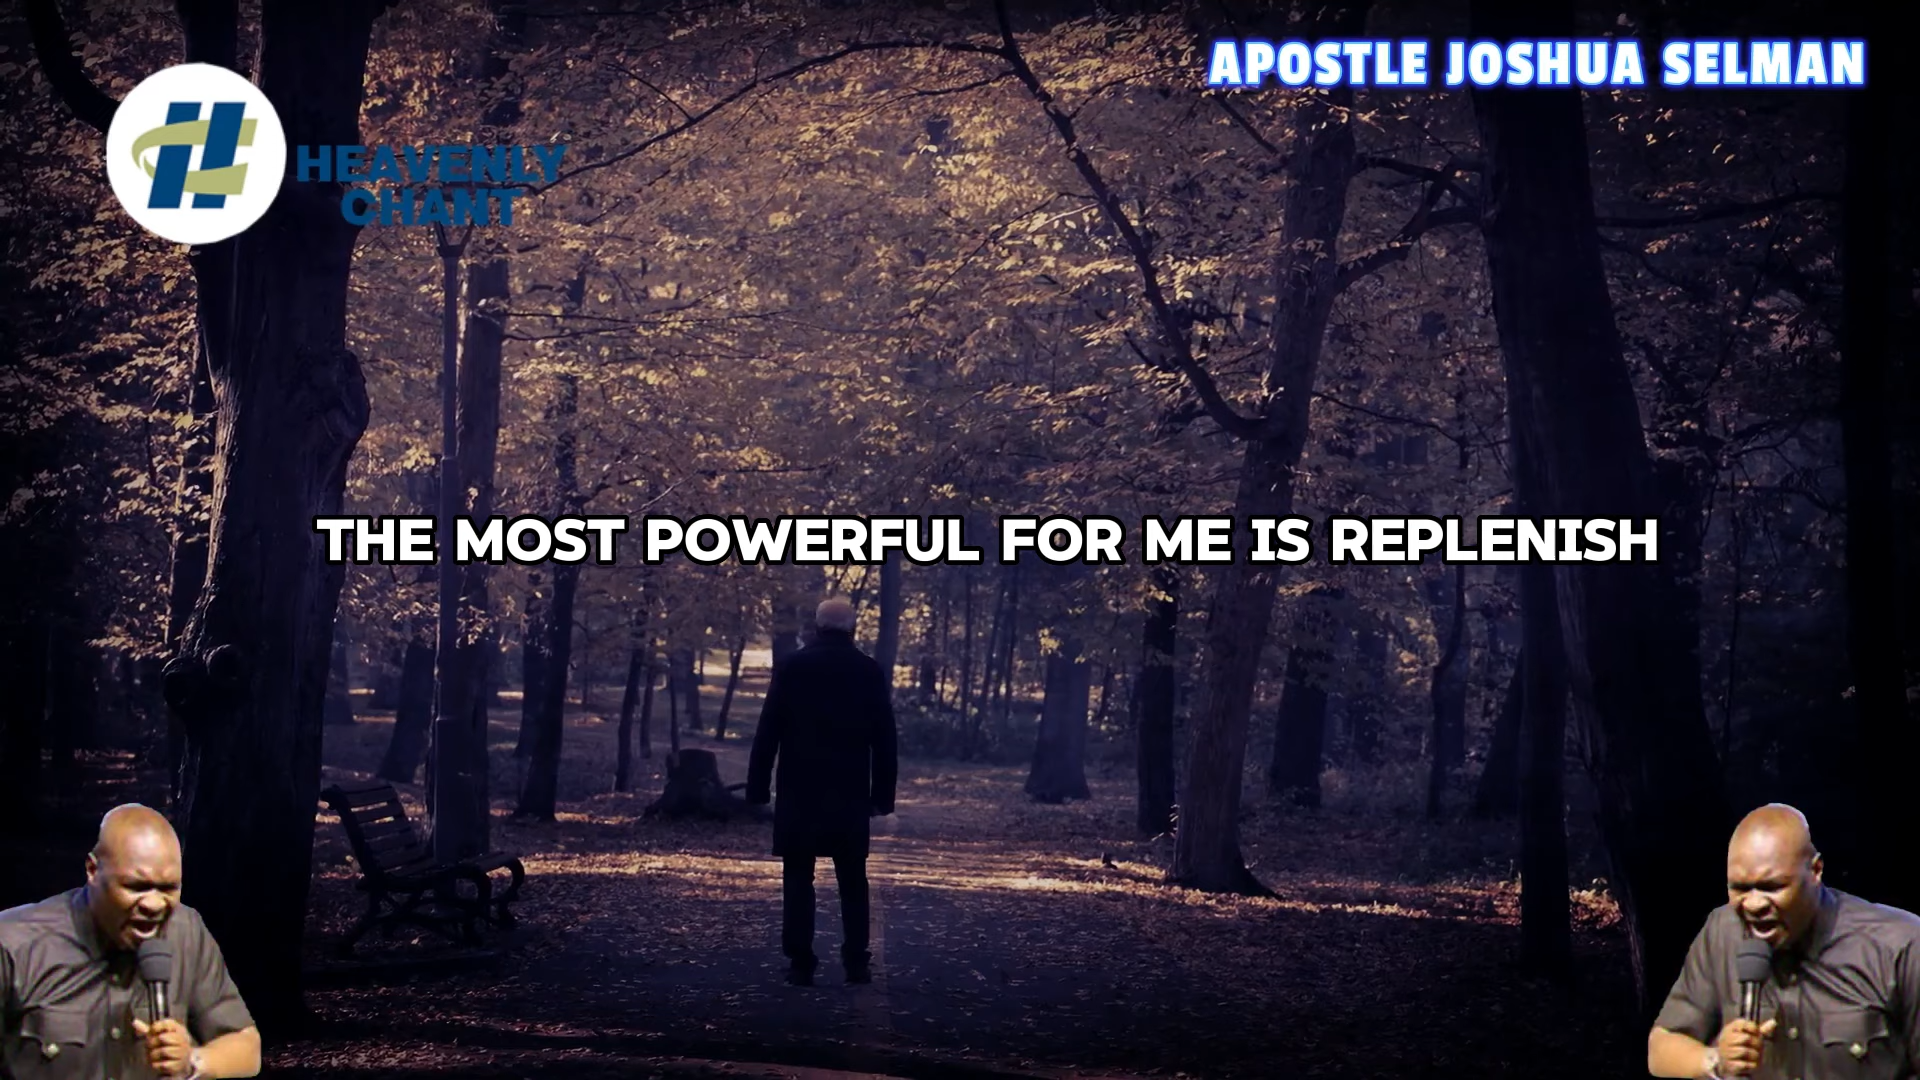 APOSTLE JOSHUA SELMAN
HEAVENLY
CHANT
THE MOST POWERFUL FOR ME IS REPLENISH